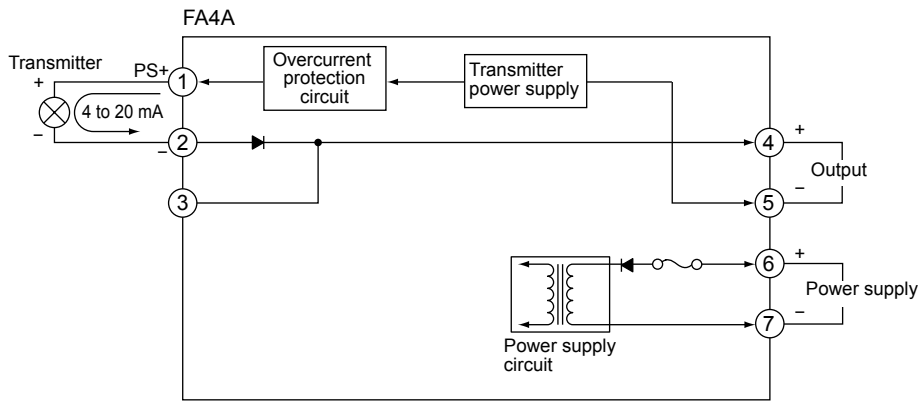 FA4A
Transmitter
+
PS+
1
Overcurrent
protection
circuit
Transmitter
power supply
4 to 20 mA
−
2
−
4
+
Output
3
5
−
6
+
Power supply
7
−
Power supply
circuit